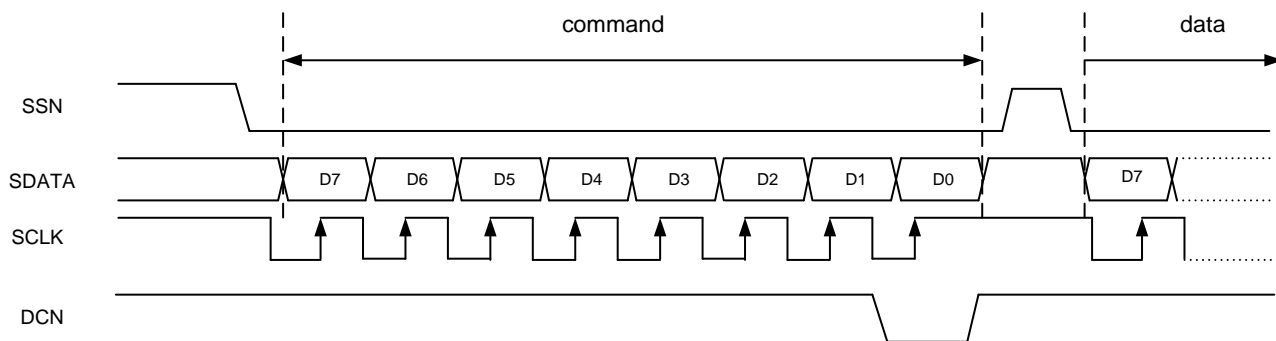 command
data
SSN
SDATA
D7 D6 D5 D4 D3 D2 D1 D0 D7
SCLK
DCN